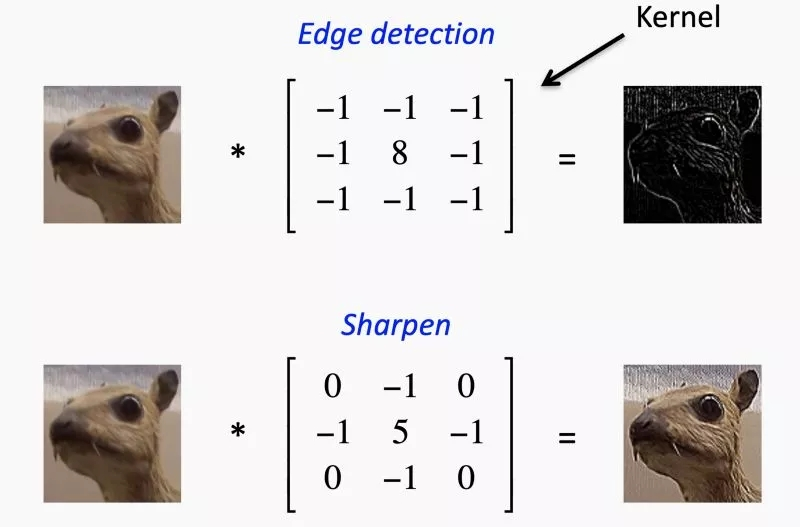 Kernel
Edge detection
−1 −1 −1
* −1 8 −1 =
−1 −1 −1
Sharpen
0 −1 0
* −1 5 −1 =
0 −1 0